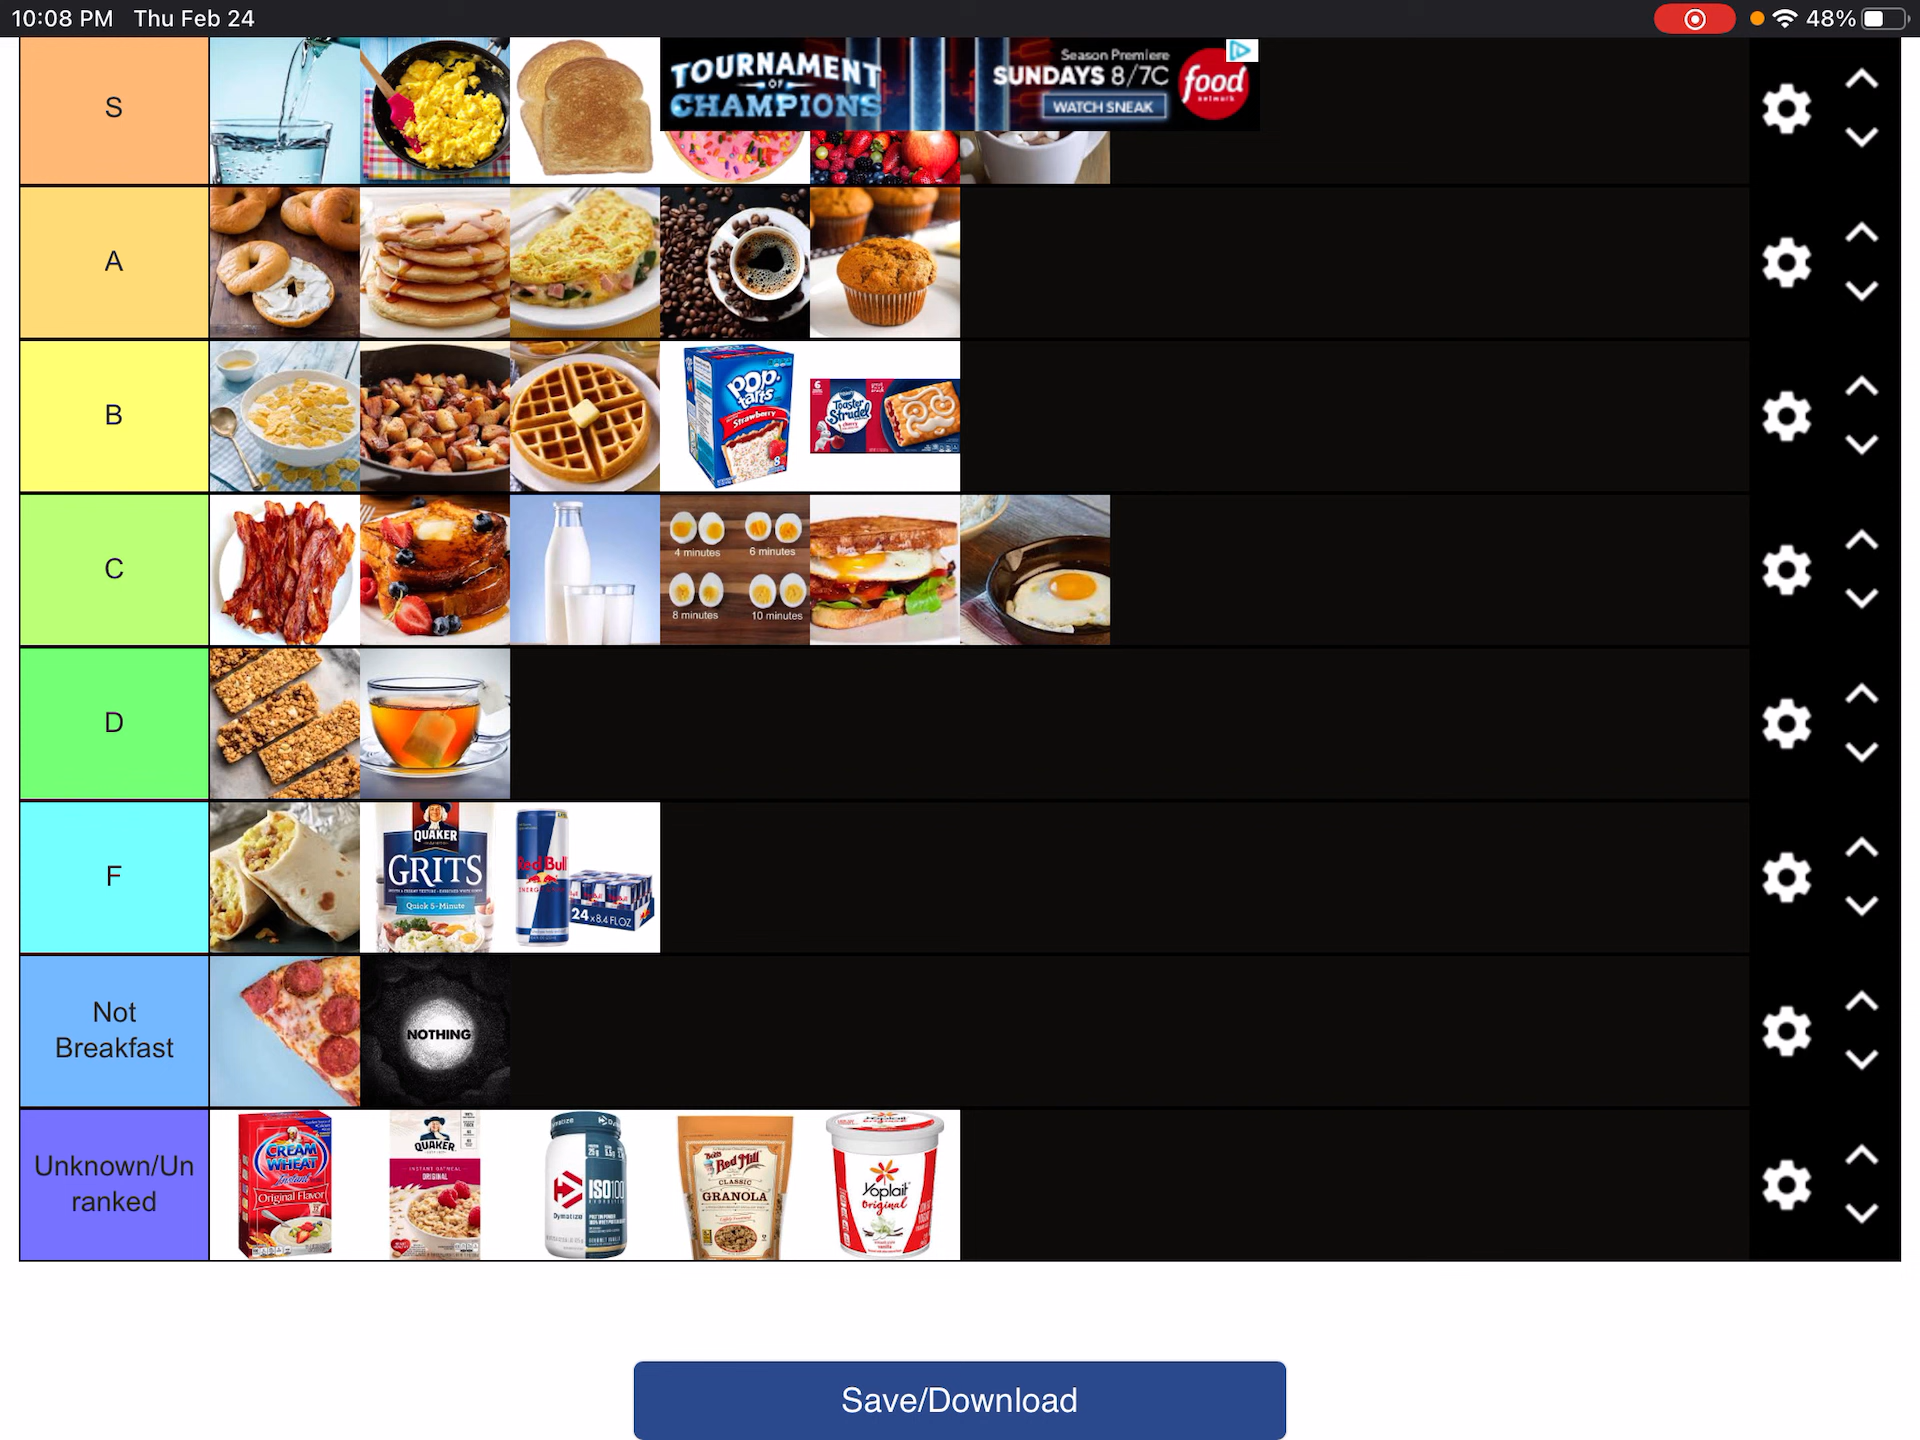 10:08 PM Thu Feb 24
48%
S
TOURNAMENT
OF
CHAMPIONS
Season Premiere
SUNDAYS 8/7C
WATCH SNEAK
food
network
A
B
Pop.
tarts
Strawberry
8
6
Toaster
Strudel
C
4 minutes
6 minutes
8 minutes
10 minutes
D
F
QUAKER
GRITS
Quick 5-Minute
Red Bull
24 x 8.4 FL OZ
Not
Breakfast
NOTHING
Unknown/Un
ranked
CREAM
WHEAT
Instant
Original Flavor
QUAKER
INSTANT OATMEAL
ORIGINAL
ISO100
Dymatize
Bob's
Red Mill
CLASSIC
GRANOLA
Yoplait
Original
Save/Download